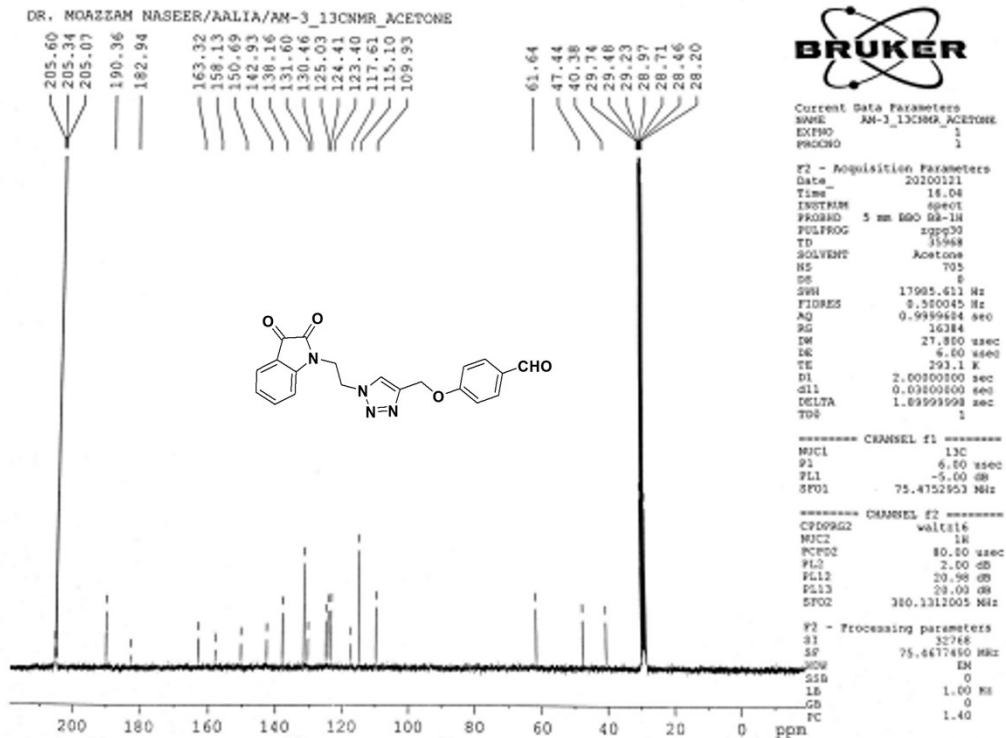 DR. MOAZZAM NASEER/AALIA/AM-3_13CNMR_ACETONE
205.60
205.34
205.07
190.36
182.94
163.32
158.13
150.69
142.93
138.16
131.60
130.46
125.03
124.41
123.40
117.61
115.10
109.93
61.64
47.44
40.38
29.74
29.48
29.23
28.97
28.71
28.46
28.20
BRUKER
Current Data Parameters
NAME AM-3_13CNMR_ACETONE
EXPNO 1
PROCNO 1
F2 - Acquisition Parameters
Date_ 20200121
Time 16.04
INSTRUM spect
PROBHD 5 mm BBO BB-1H
PULPROG zgpg30
TD 35968
SOLVENT Acetone
NS 705
DS 0
SWH 17985.611 Hz
FIDRES 0.500045 Hz
AQ 0.9999604 sec
RG 16384
DW 27.800 usec
DE 6.00 usec
TE 293.1 K
D1 2.00000000 sec
d11 0.03000000 sec
DELTA 1.89999998 sec
TD0 1
======== CHANNEL f1 ========
NUC1 13C
P1 6.00 usec
PL1 -5.00 dB
SFO1 75.4752953 MHz
======== CHANNEL f2 ========
CPDPRG2 waltz16
NUC2 1H
PCPD2 80.00 usec
PL2 2.00 dB
PL12 20.98 dB
PL13 20.00 dB
SFO2 300.1312005 MHz
F2 - Processing parameters
SI 32768
SF 75.4677490 MHz
WDW EM
SSB 0
LB 1.00 Hz
GB 0
PC 1.40
O O
N
N
N=N
O
CHO
200 180 160 140 120 100 80 60 40 20 0 ppm